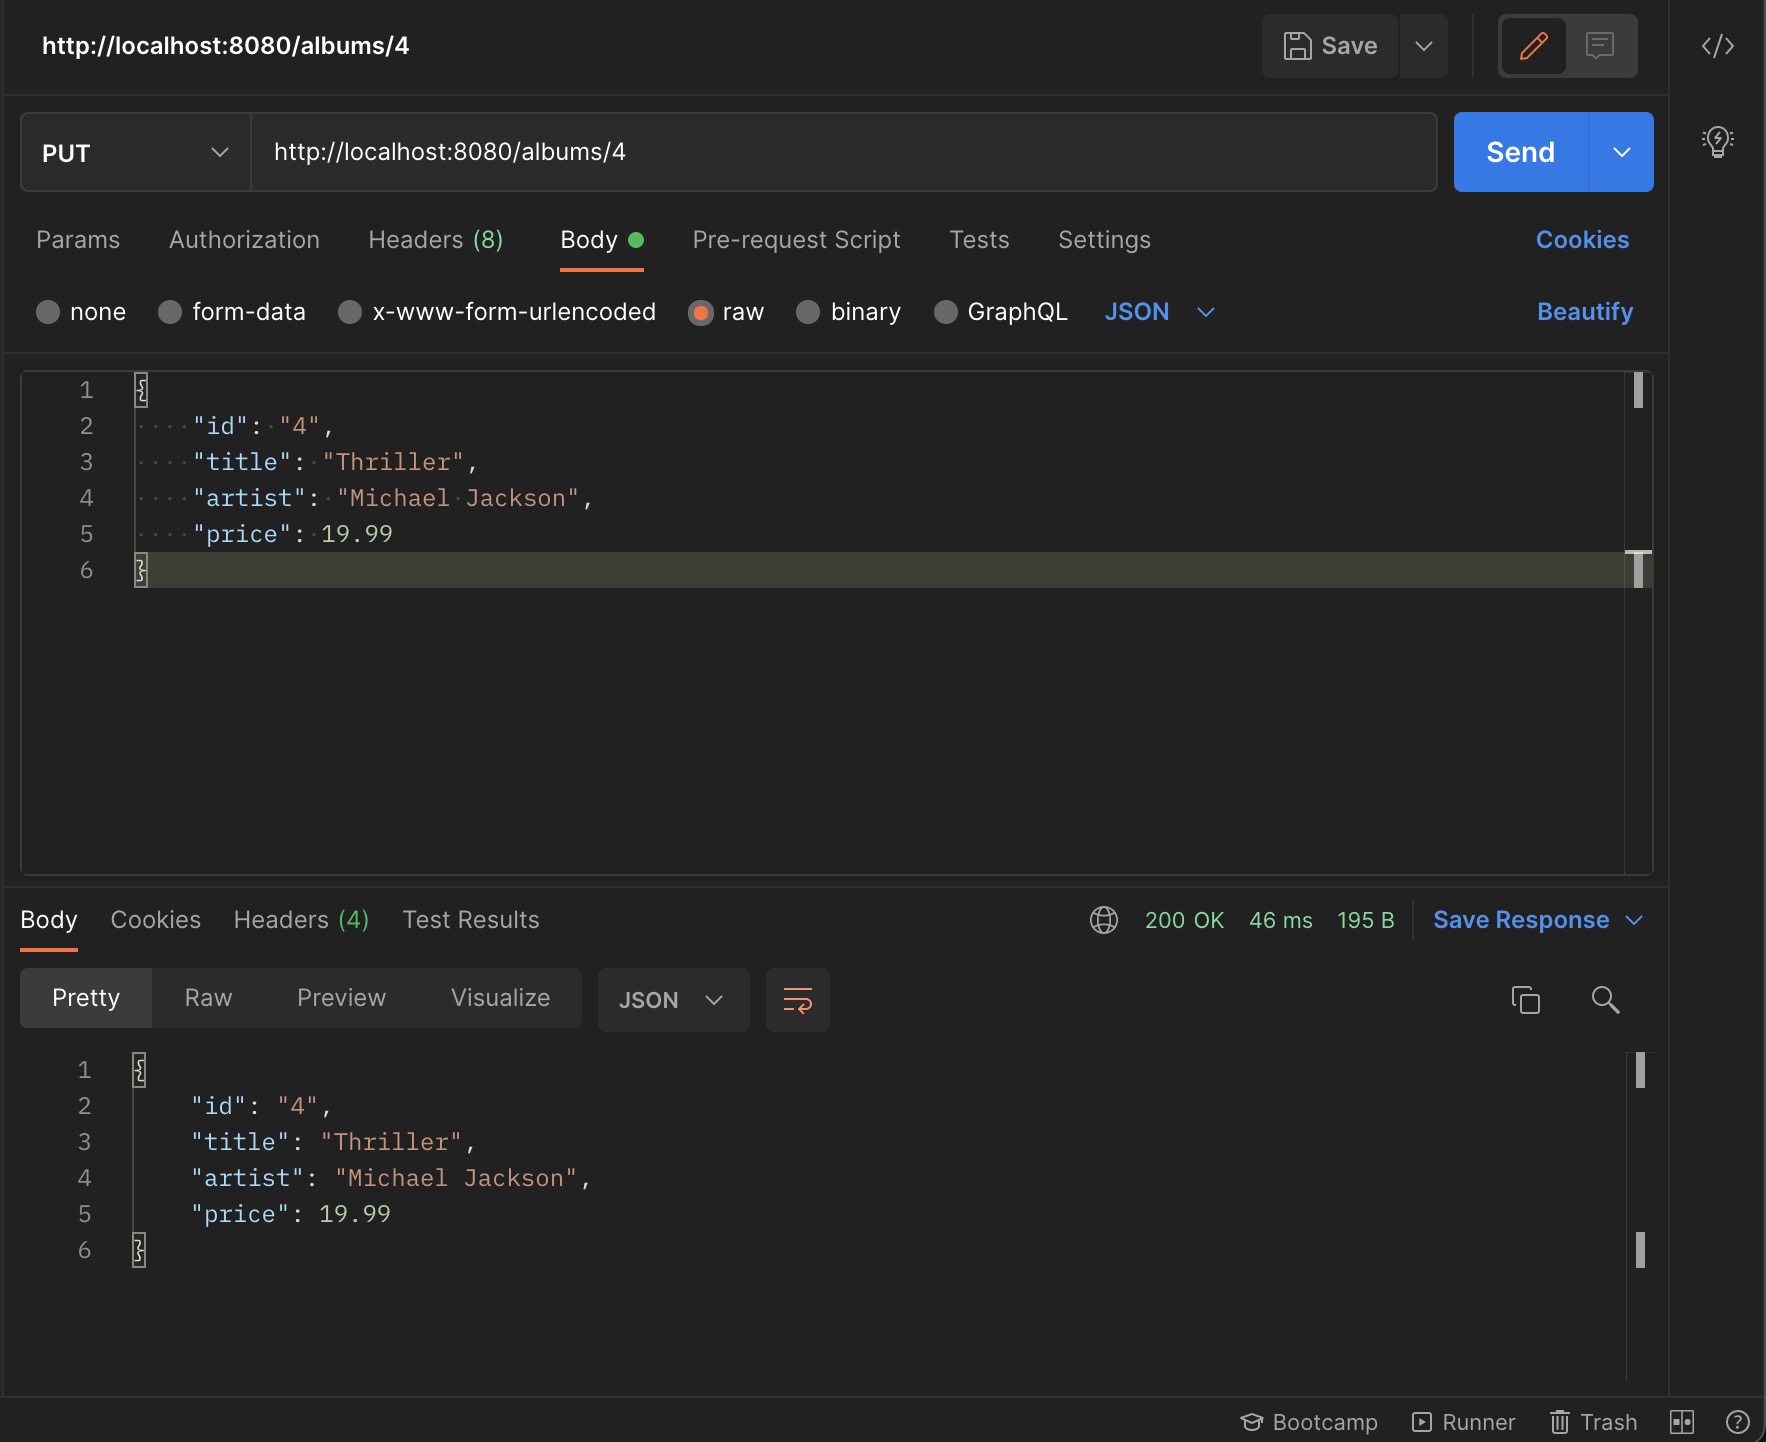 http://localhost:8080/albums/4
Save
PUT
http://localhost:8080/albums/4
Send
Params Authorization Headers (8) Body Pre-request Script Tests Settings Cookies
none form-data x-www-form-urlencoded raw binary GraphQL JSON Beautify
1 {
2 "id": "4",
3 "title": "Thriller",
4 "artist": "Michael Jackson",
5 "price": 19.99
6 }
Body Cookies Headers (4) Test Results 200 OK 46 ms 195 B Save Response
Pretty Raw Preview Visualize JSON
1 {
2 "id": "4",
3 "title": "Thriller",
4 "artist": "Michael Jackson",
5 "price": 19.99
6 }
Bootcamp Runner Trash